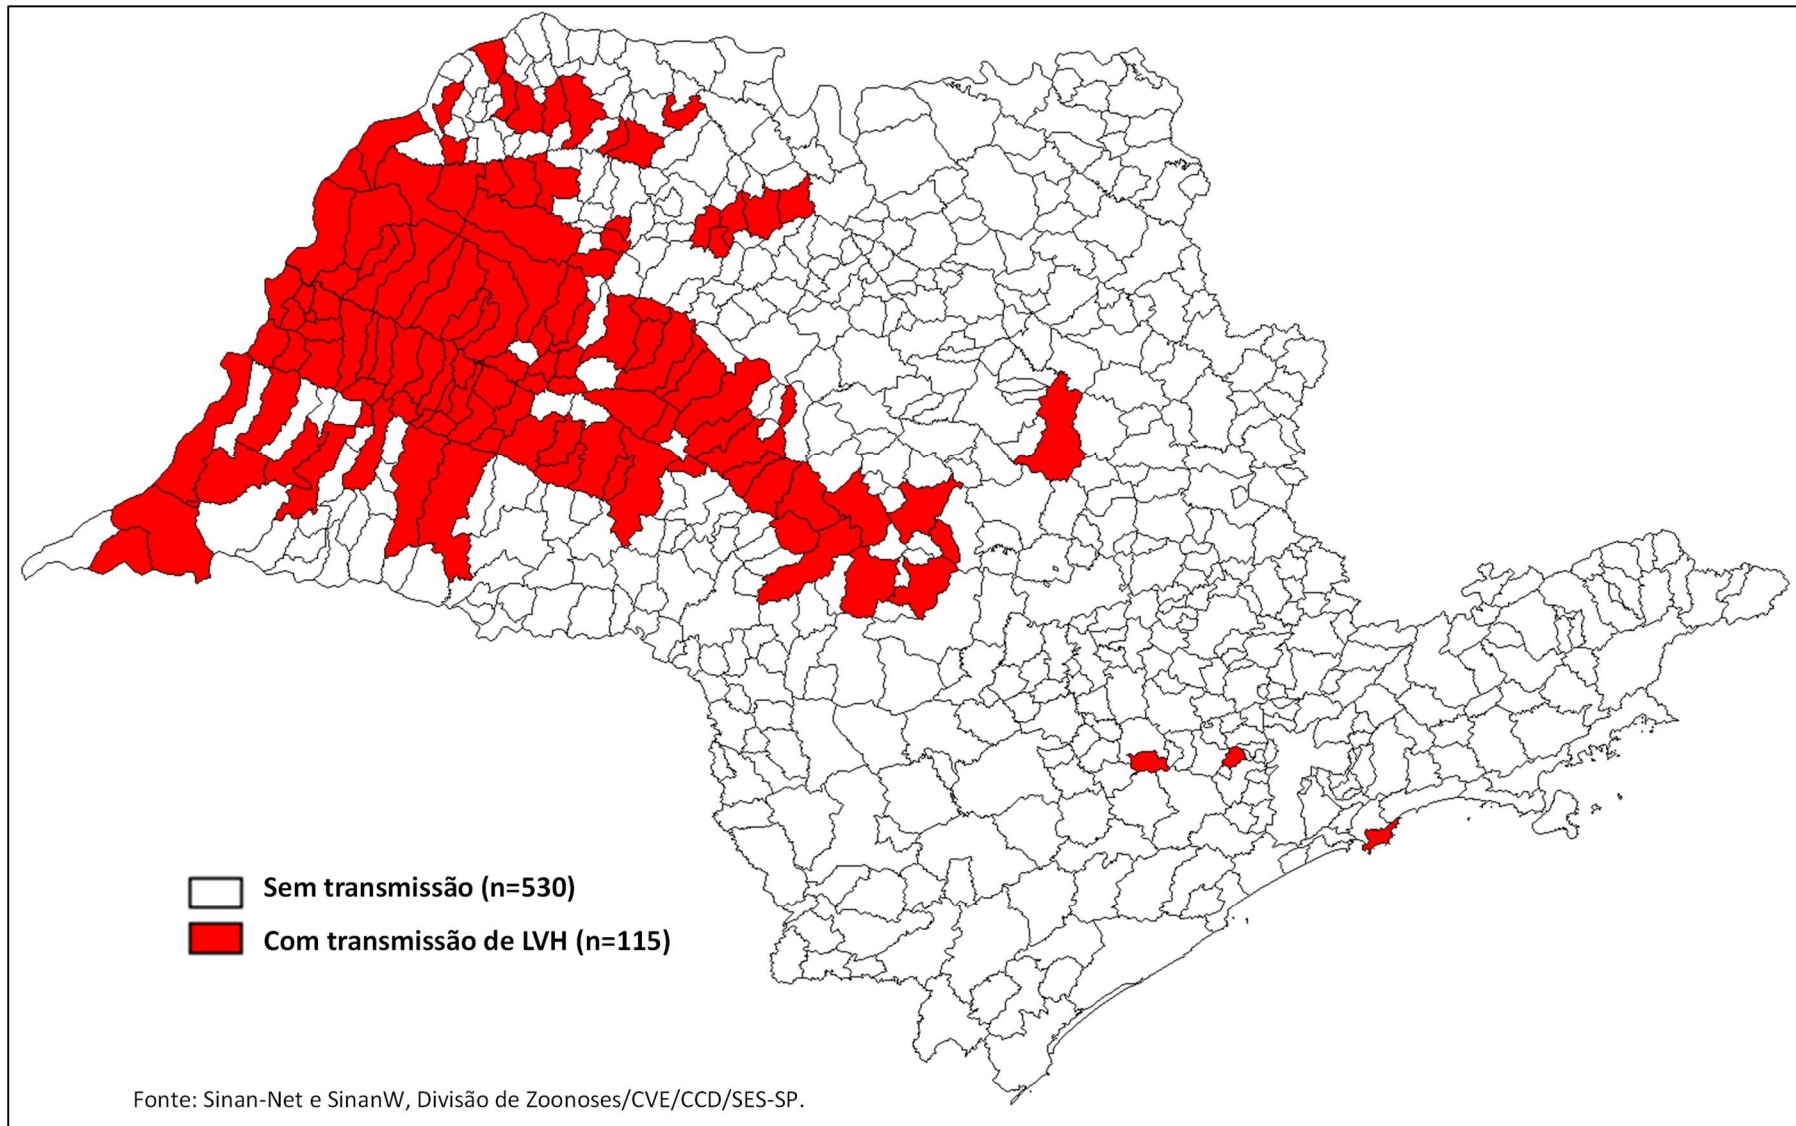 Sem transmissão (n=530)
Com transmissão de LVH (n=115)
Fonte: Sinan-Net e SinanW, Divisão de Zoonoses/CVE/CCD/SES-SP.